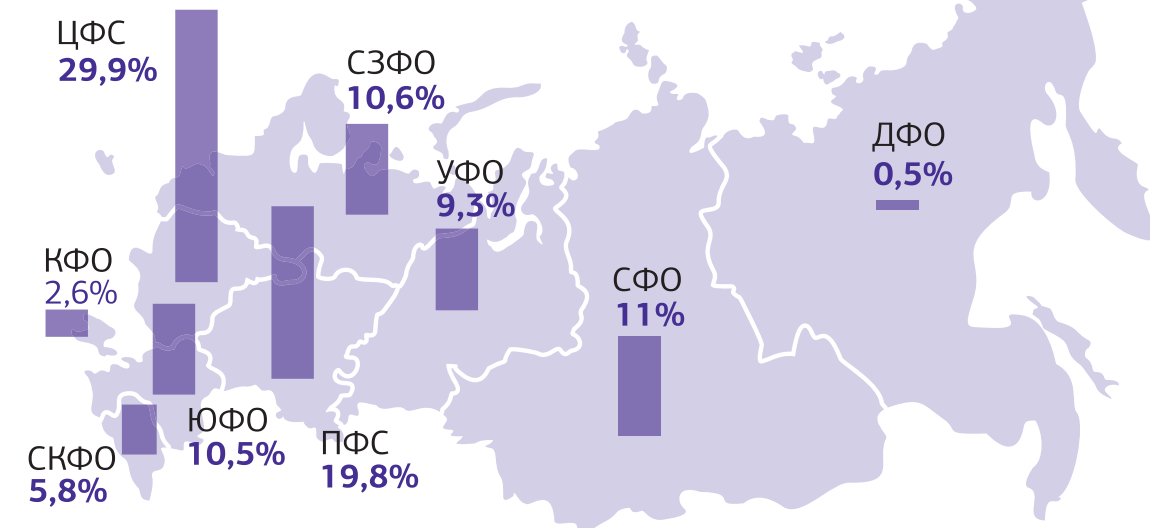 ЦФС
29,9%
СЗФО
10,6%
ДФО
0,5%
УФО
9,3%
КФО
2,6%
СФО
11%
ЮФО
10,5%
ПФС
19,8%
СКФО
5,8%